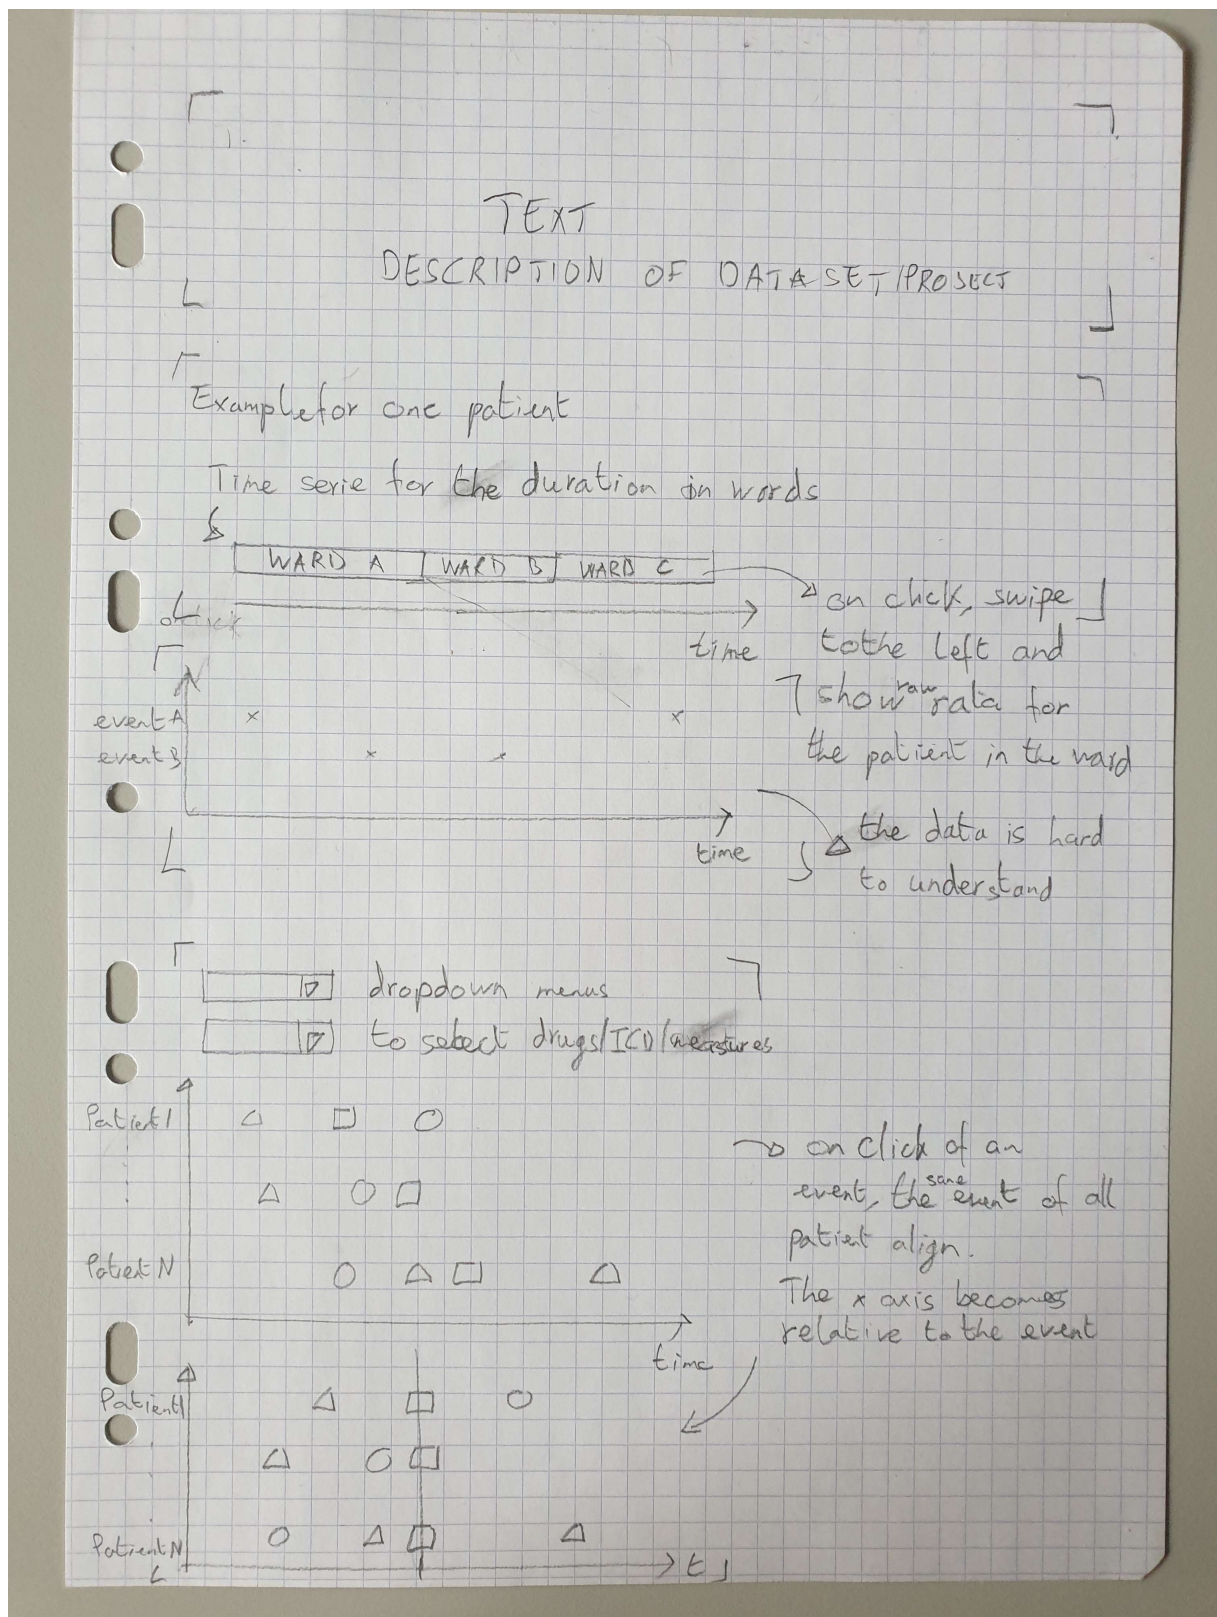 TEXT
DESCRIPTION OF DATASET/PROJECT
Example for one patient
Time serie for the duration in words
WARD A WARD B WARD C
on click, swipe
time
to the left and
show raw rata for
the patient in the ward
event A
event B
time
the data is hard
to understand
dropdown menus
to select drugs/ICD/measures
Patient 1
Patient N
time
on click of an
event, the same event of all
patient align.
The x axis becomes
relative to the event
Patient 1
Patient N
t